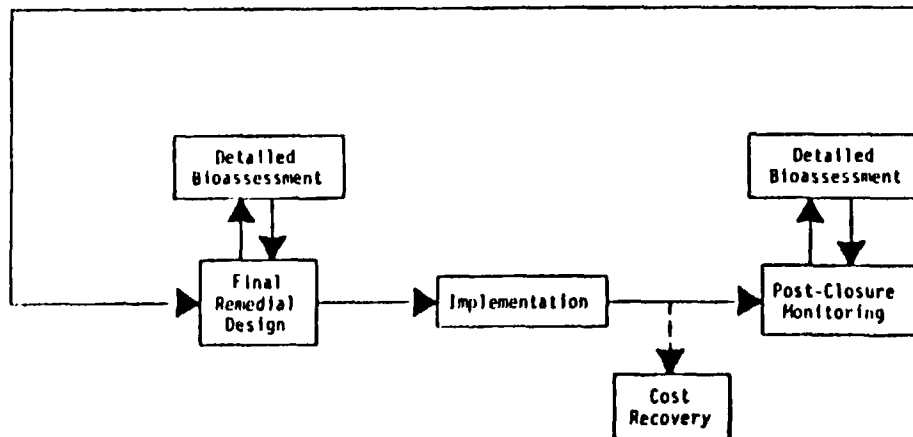 Detailed
Bioassessment
Detailed
Bioassessment
Final
Remedial
Design
Implementation
Post-Closure
Monitoring
Cost
Recovery